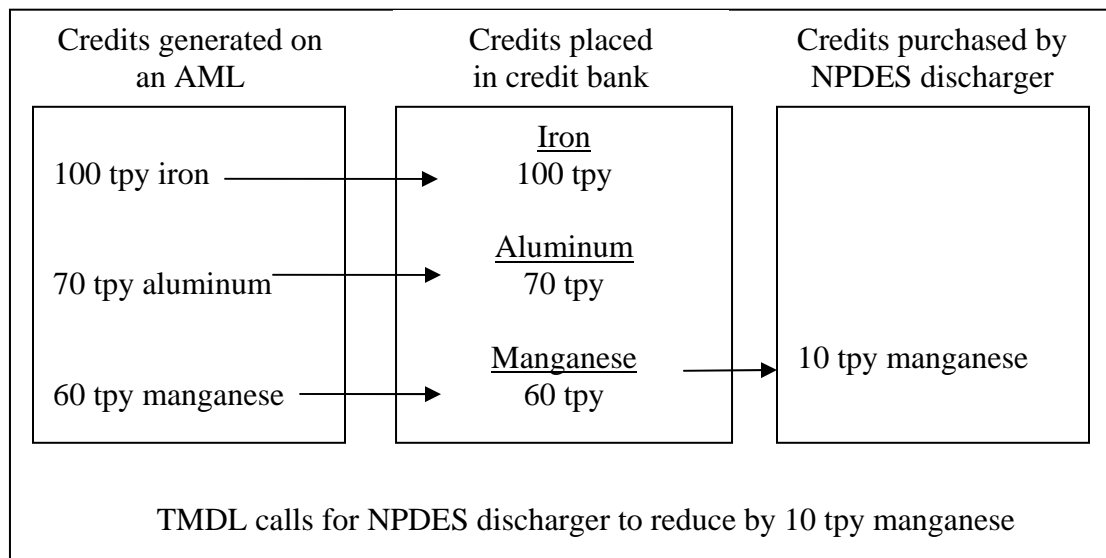 Credits generated on
an AML
100 tpy iron
70 tpy aluminum
60 tpy manganese
Credits placed
in credit bank
Iron
100 tpy
Aluminum
70 tpy
Manganese
60 tpy
Credits purchased by
NPDES discharger
10 tpy manganese
TMDL calls for NPDES discharger to reduce by 10 tpy manganese